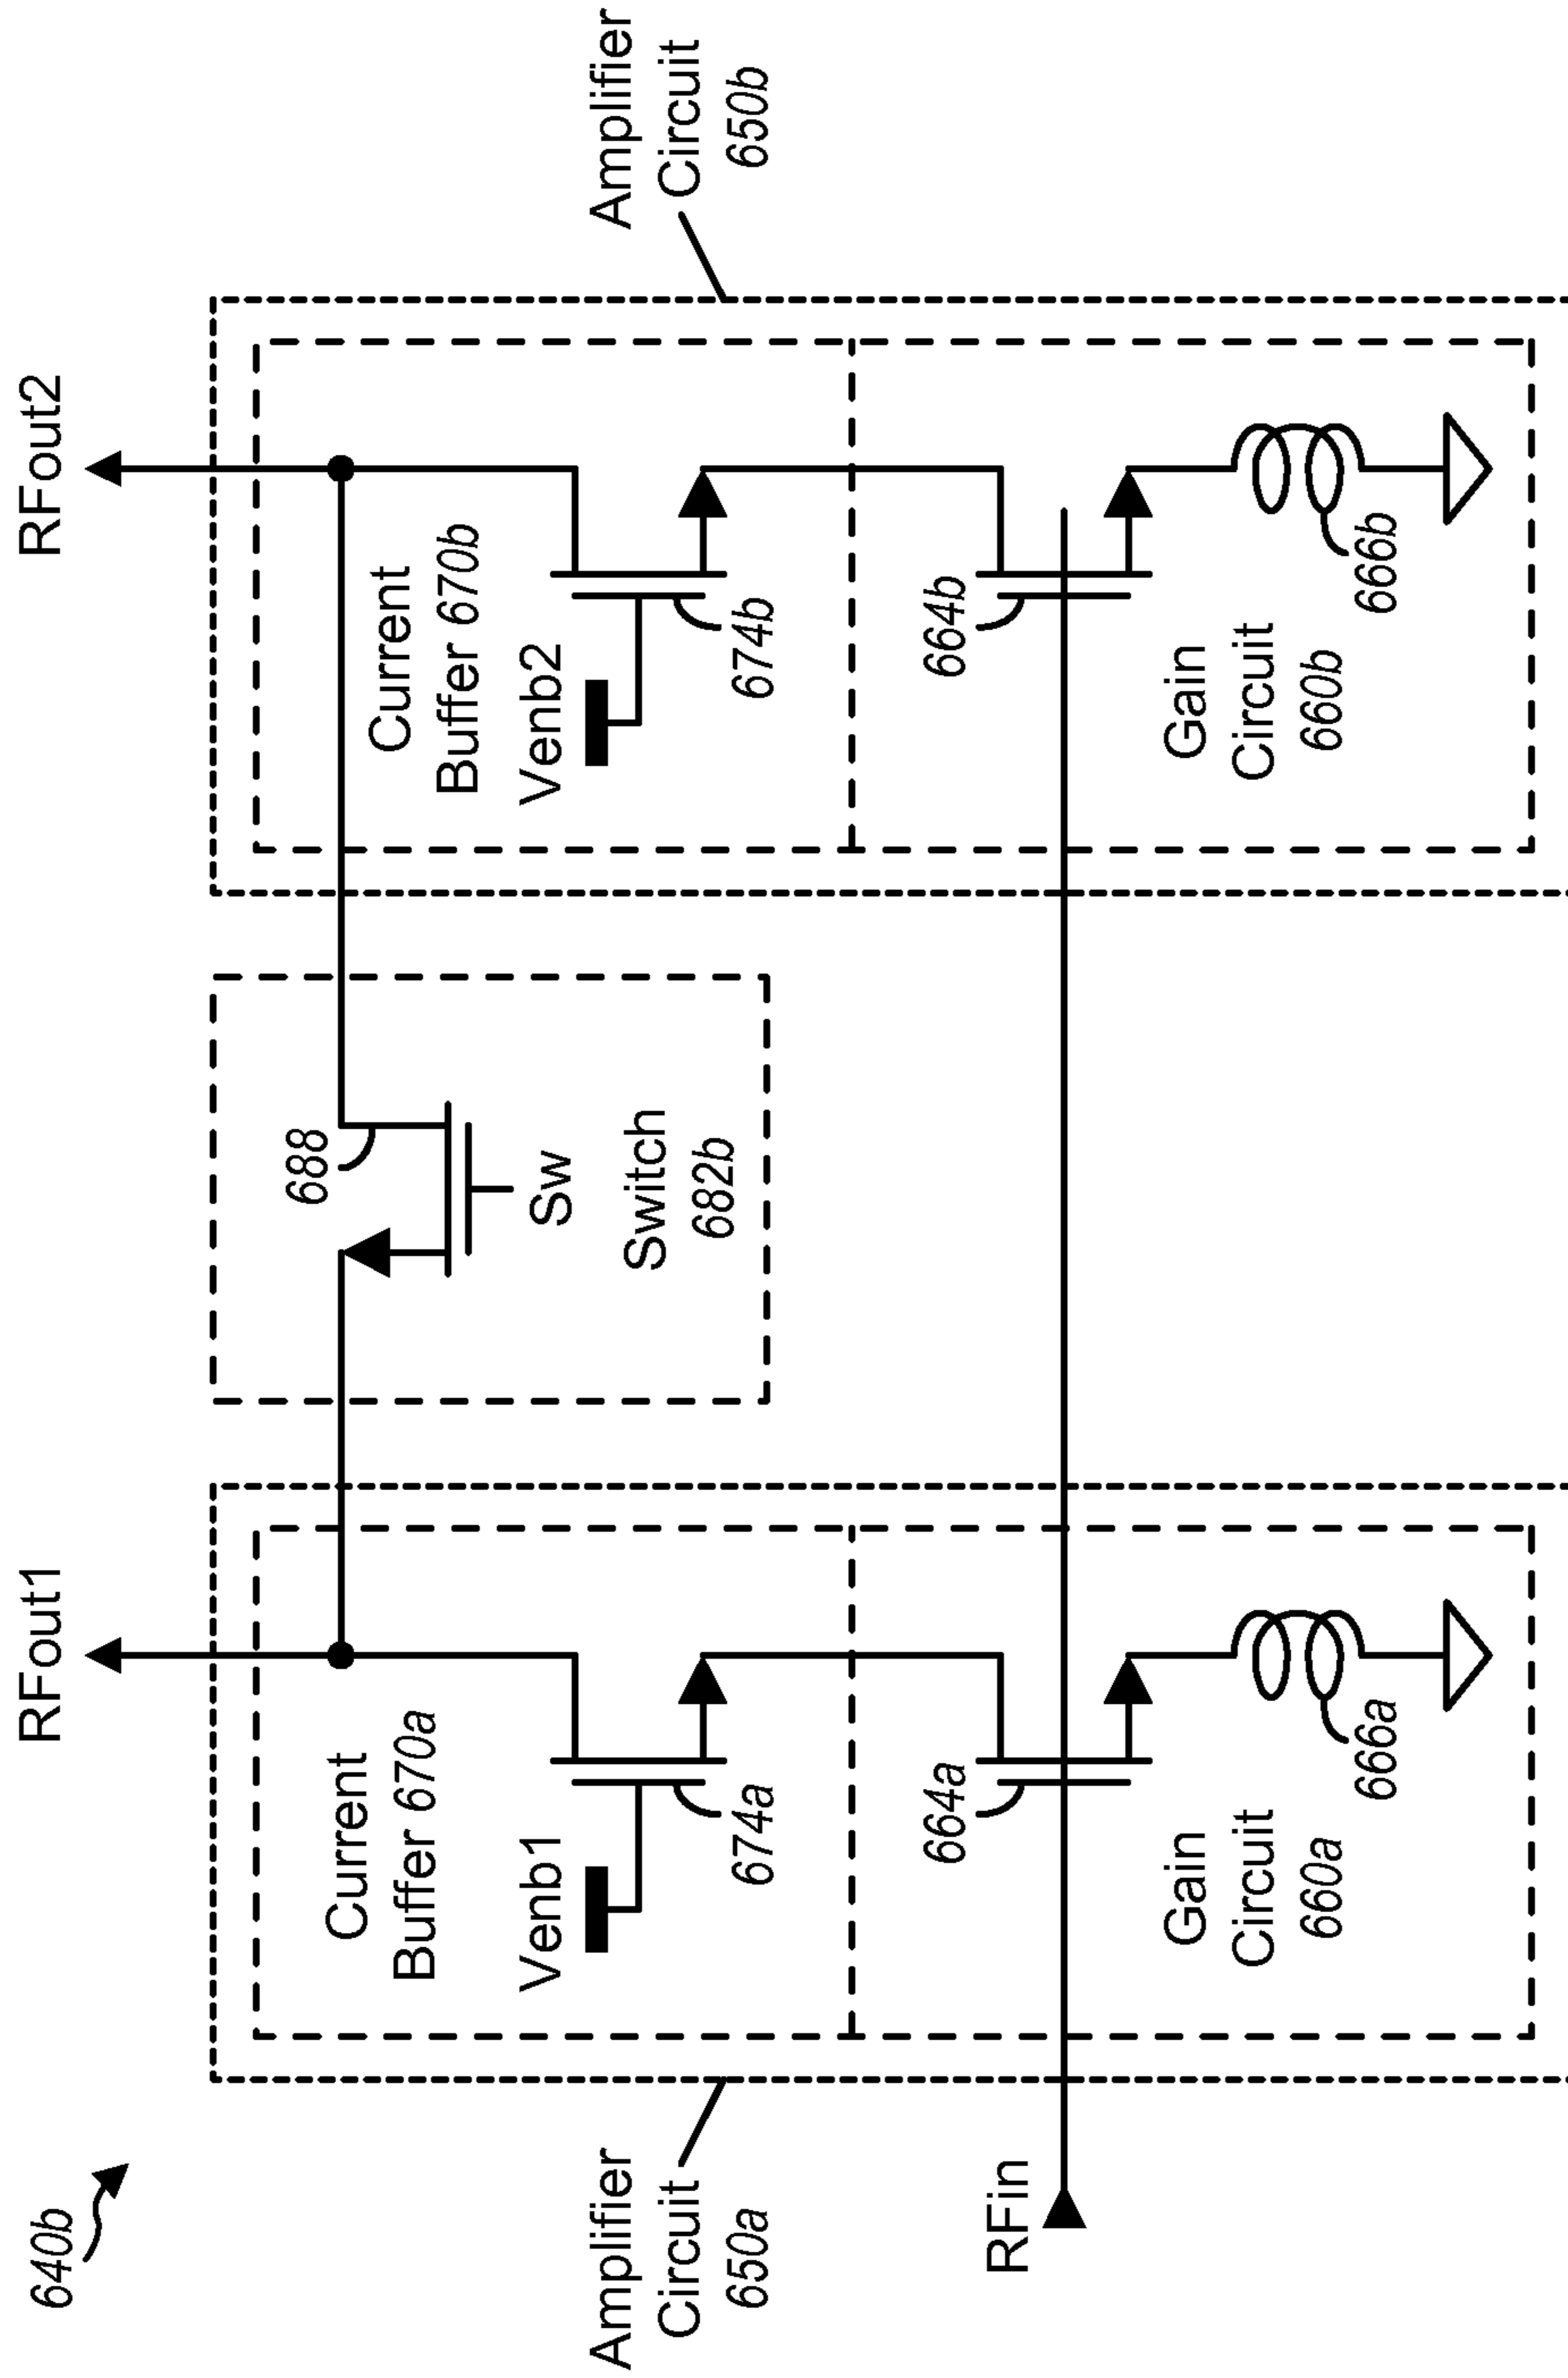 640b
RFout1
RFout2
Amplifier
Circuit
650a
Current
Buffer 670a
Venb1
674a
688
Sw
Switch
682b
Current
Buffer 670b
Venb2
674b
Amplifier
Circuit
650b
RFin
664a
Gain
Circuit
660a
666a
664b
Gain
Circuit
660b
666b